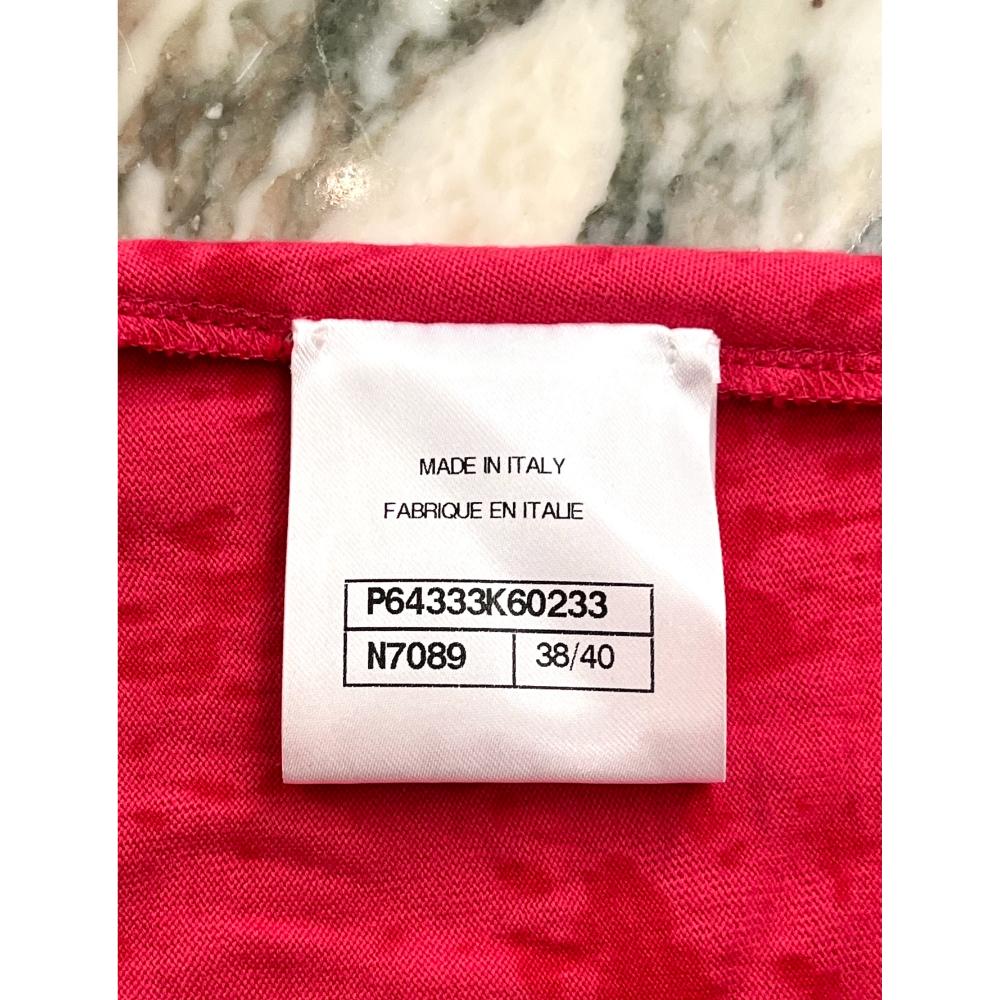 MADE IN ITALY
FABRIQUE EN ITALIE
P64333K60233
N7089 38/40